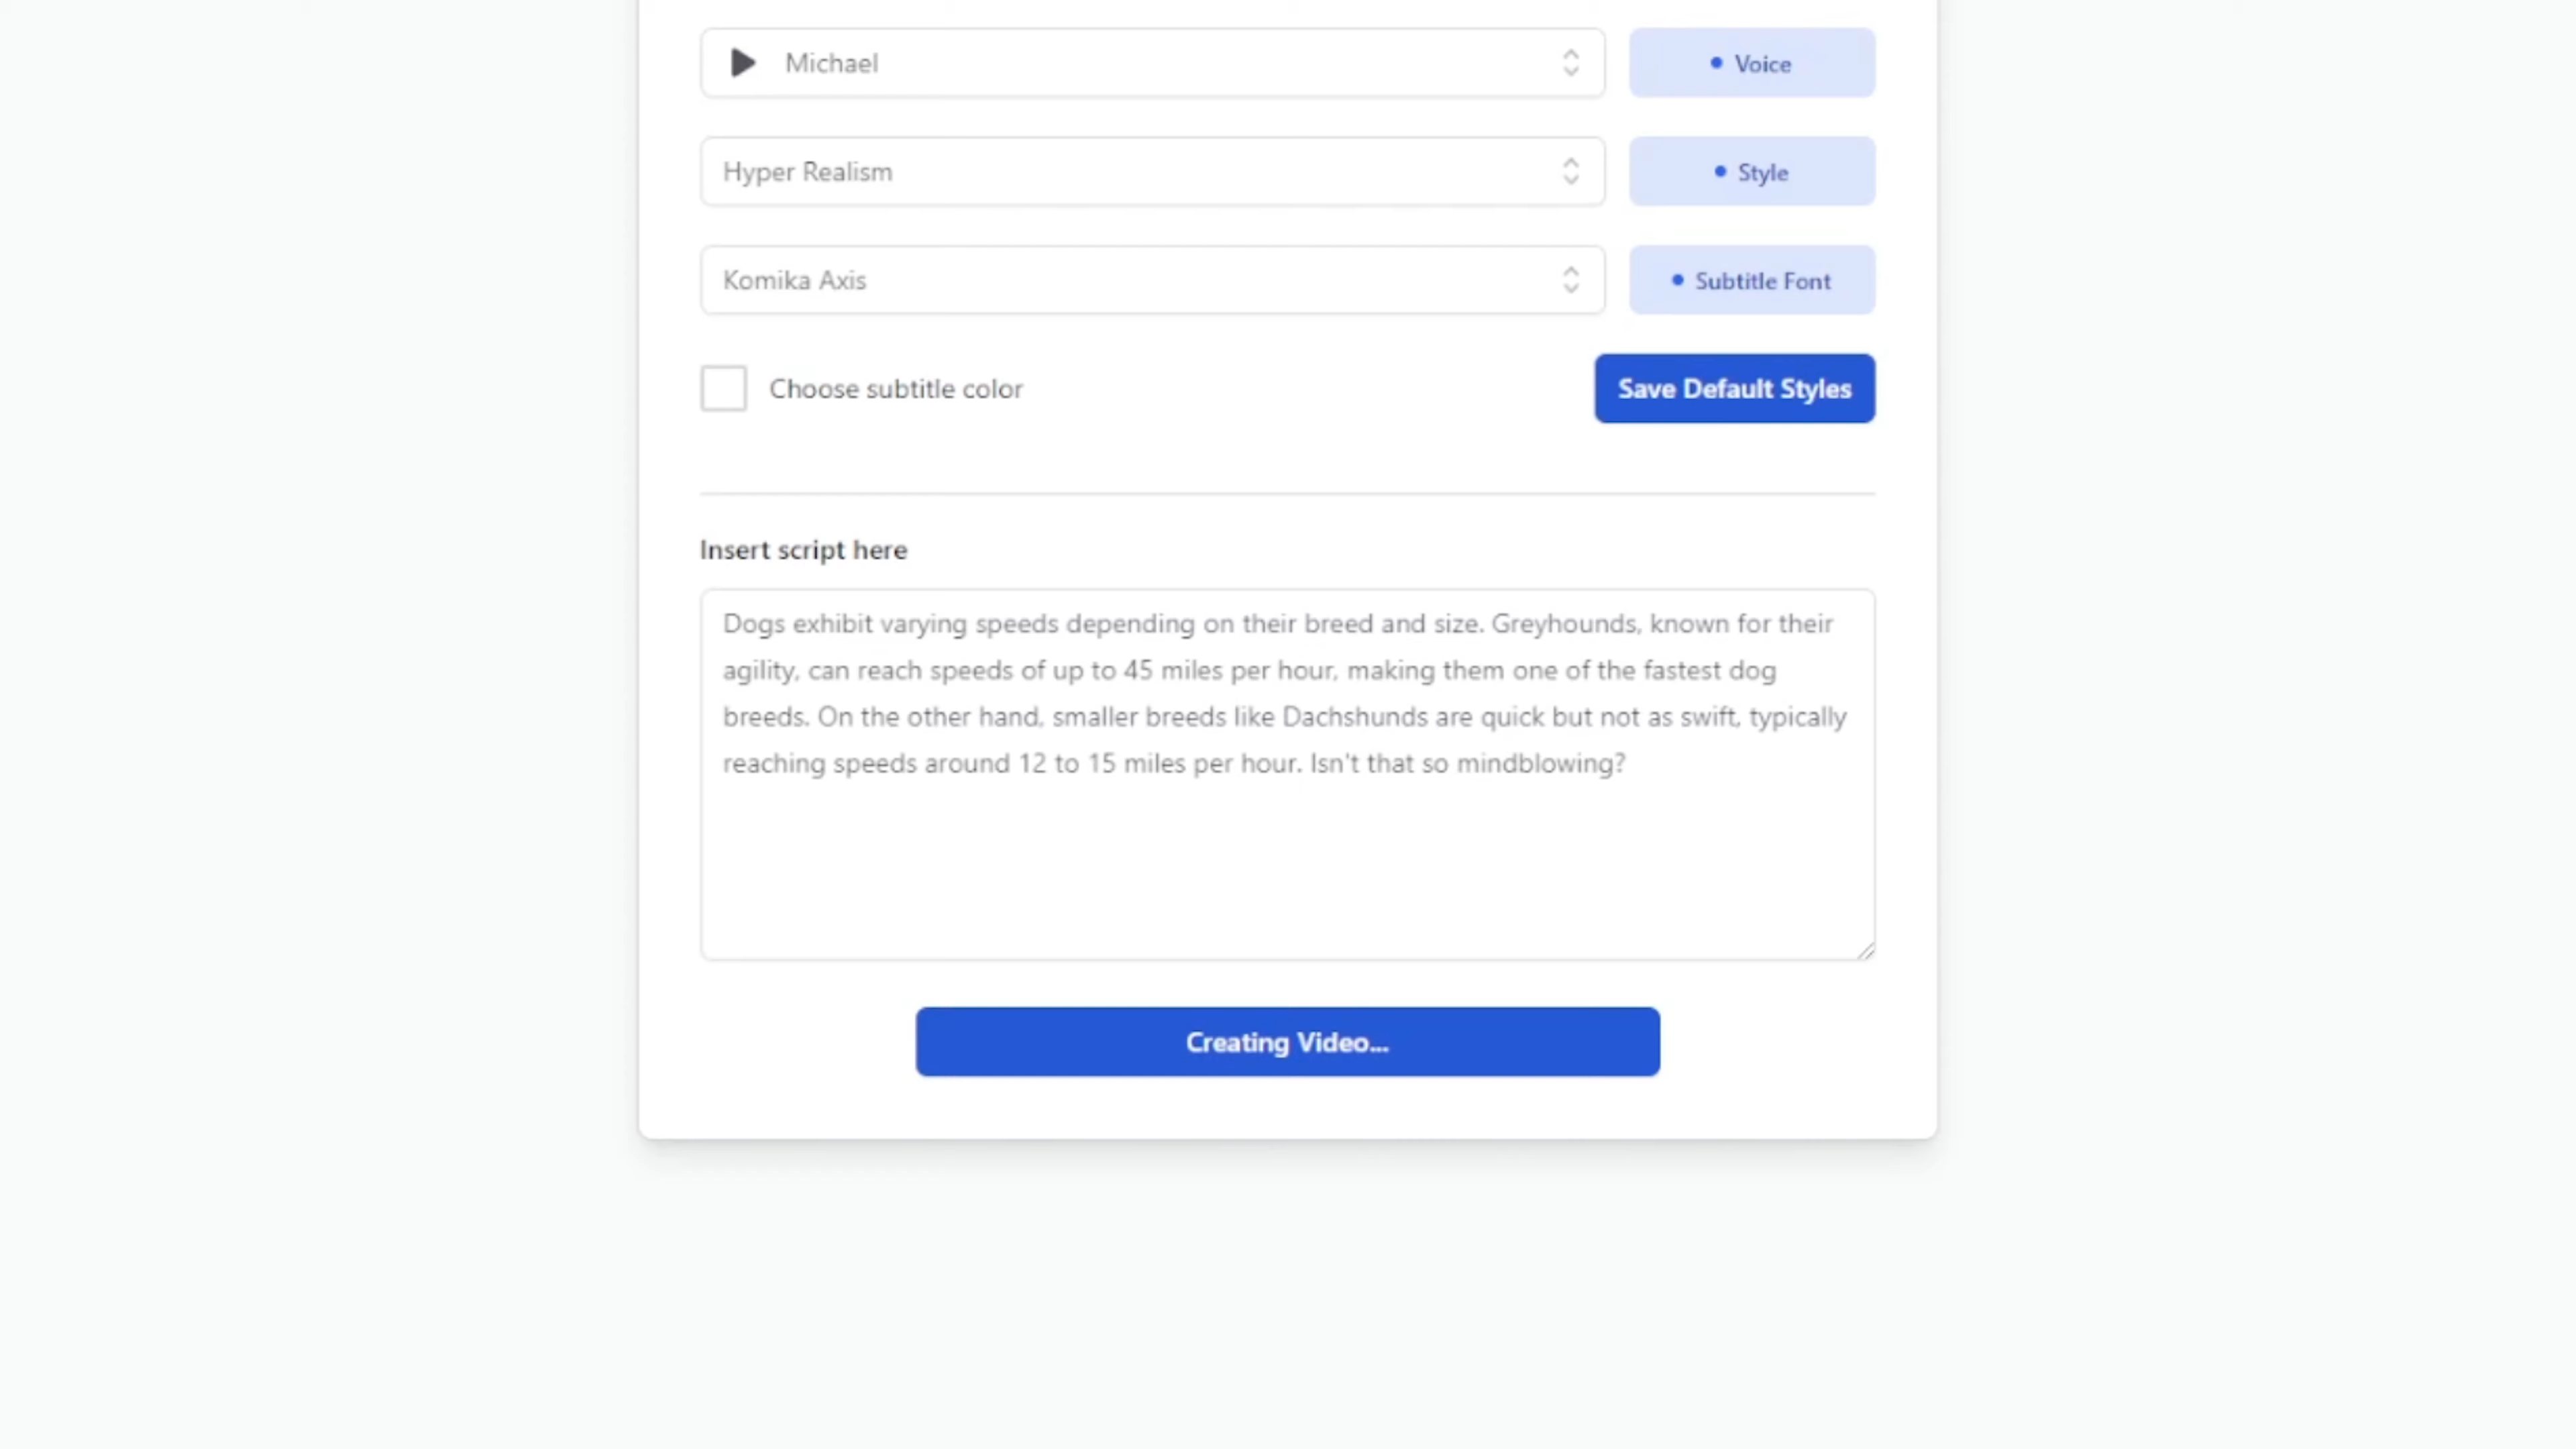 Michael
Voice
Hyper Realism
Style
Komika Axis
Subtitle Font
Choose subtitle color
Save Default Styles
Insert script here
Dogs exhibit varying speeds depending on their breed and size. Greyhounds, known for their
agility, can reach speeds of up to 45 miles per hour, making them one of the fastest dog
breeds. On the other hand, smaller breeds like Dachshunds are quick but not as swift, typically
reaching speeds around 12 to 15 miles per hour. Isn't that so mindblowing?
Creating Video...